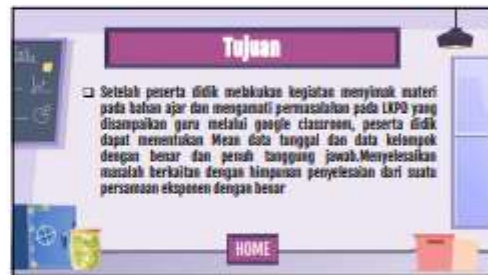 Tujuan
❑ Setelah peserta didik melakukan kegiatan menyimak materi
pada bahan ajar dan mengamati permasalahan pada LKPD yang
disampaikan guru melalui google classroom, peserta didik
dapat menentukan Mean data tunggal dan data kelompok
dengan benar dan penuh tanggung jawab.Menyelesaikan
masalah berkaitan dengan himpunan penyelesaian dari suatu
persamaan eksponen dengan benar
HOME